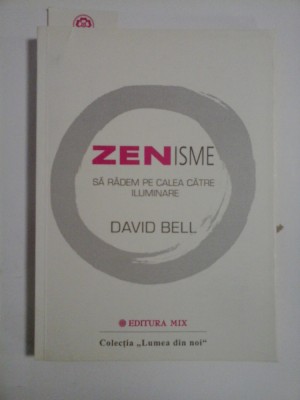 ZENISME
SĂ RÂDEM PE CALEA CĂTRE
ILUMINARE
DAVID BELL
EDITURA MIX
Colecția „Lumea din noi“